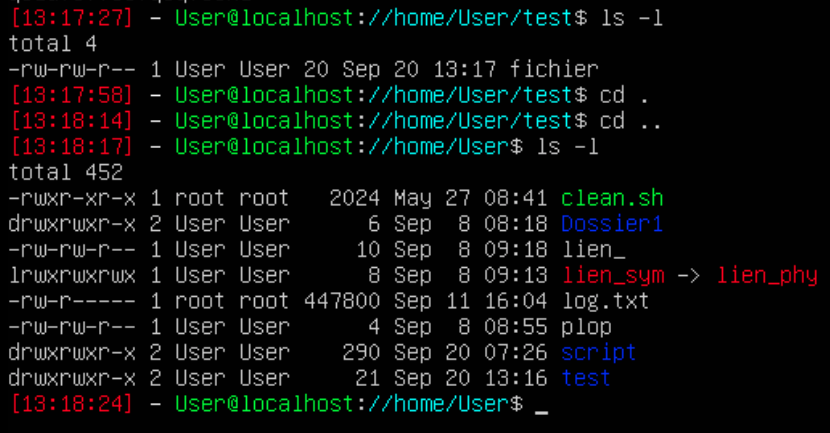 [13:17:27] - User@localhost://home/User/test$ ls -l
total 4
-rw-rw-r-- 1 User User 20 Sep 20 13:17 fichier
[13:17:58] - User@localhost://home/User/test$ cd .
[13:18:14] - User@localhost://home/User/test$ cd ..
[13:18:17] - User@localhost://home/User$ ls -l
total 452
-rwxr-xr-x 1 root root   2024 May 27 08:41 clean.sh
drwxrwxr-x 2 User User      6 Sep  8 08:18 Dossier1
-rw-rw-r-- 1 User User     10 Sep  8 09:18 lien_
lrwxrwxrwx 1 User User      8 Sep  8 09:13 lien_sym -> lien_phy
-rw-r----- 1 root root 447800 Sep 11 16:04 log.txt
-rw-rw-r-- 1 User User      4 Sep  8 08:55 plop
drwxrwxr-x 2 User User    290 Sep 20 07:26 script
drwxrwxr-x 2 User User     21 Sep 20 13:16 test
[13:18:24] - User@localhost://home/User$ _